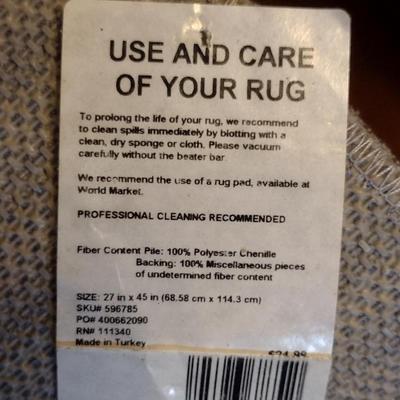 USE AND CARE
OF YOUR RUG
To prolong the life of your rug, we recommend
to clean spills immediately by blotting with a
clean, dry sponge or cloth. Please vacuum
carefully without the beater bar
We recommend the use of a rug pad, available at
World Market.
PROFESSIONAL CLEANING RECOMMENDED
Fiber Content Pile: 100% Polyester Chenille
Backing: 100% Miscellaneous pieces
of undetermined fiber content
SIZE: 27 in x 45 in (68.58 cm x 114.3 cm)
SKU# 596785
PO# 400662090
RN# 111340
Made in Turkey